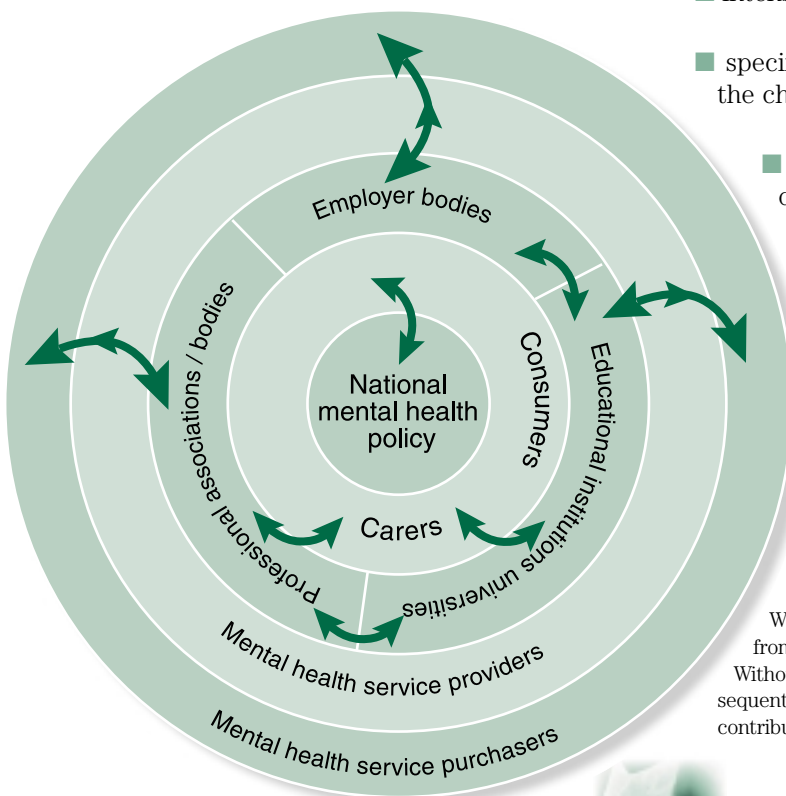 speci
the ch
Employer bodies
Professional associations / bodies
Educational institutions universities
Consumers
National
mental health
policy
Carers
Mental health service providers
Mental health service purchasers
W
from
Witho
sequent
contribu